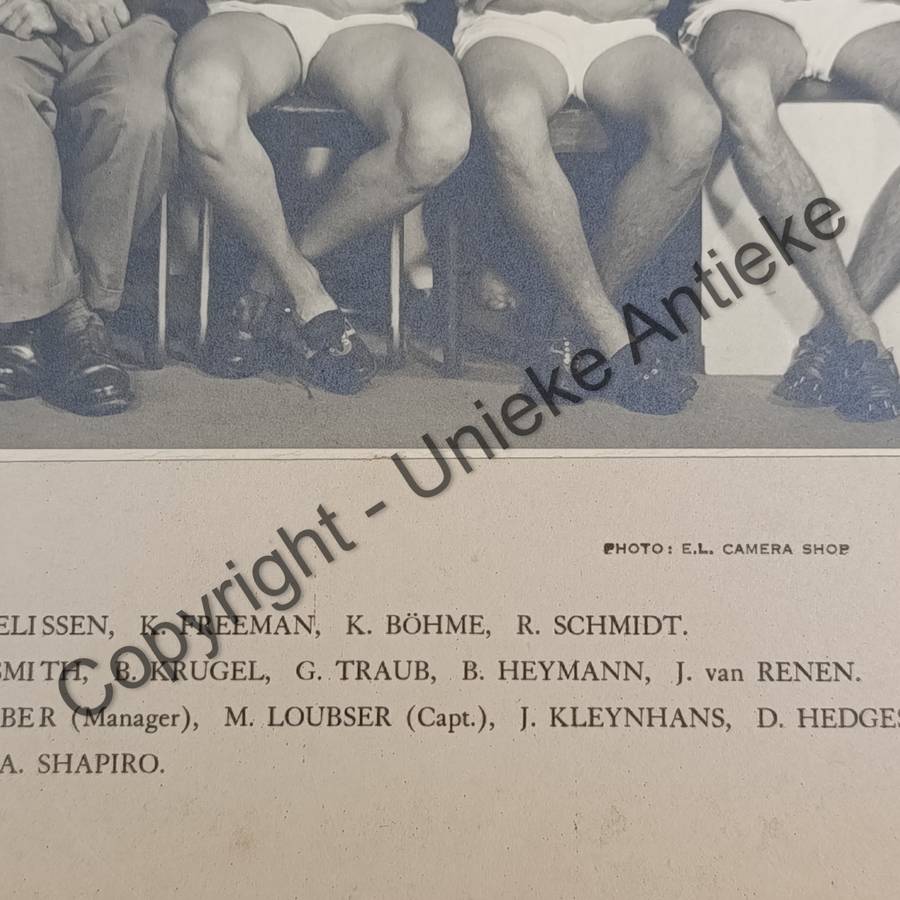 Copyright - Unieke Antieke
PHOTO: E.L. CAMERA SHOP
ELISSEN, K. FREEMAN, K. BÖHME, R. SCHMIDT.
SMITH, B. KRUGEL, G. TRAUB, B. HEYMANN, J. van RENEN.
BER (Manager), M. LOUBSER (Capt.), J. KLEYNHANS, D. HEDGES
A. SHAPIRO.